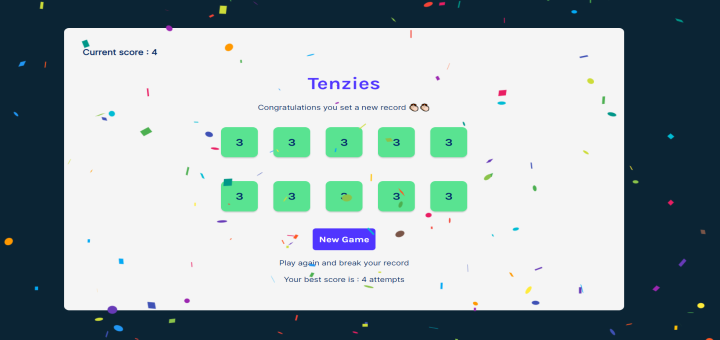 Current score : 4
Tenzies
Congratulations you set a new record 👏🏻👏🏻
3 3 3 3 3
3 3 3 3 3
New Game
Play again and break your record
Your best score is : 4 attempts